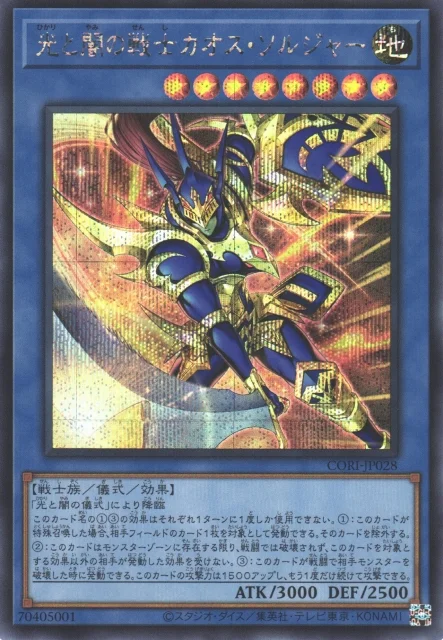 光と闇の戦士カオス・ソルジャー 地
CORI-JP028
【戦士族／儀式／効果】
「光と闇の儀式」により降臨
このカード名の①③の効果はそれぞれ1ターンに1度しか使用できない。①：このカードが
特殊召喚した場合、相手フィールドのカード1枚を対象として発動できる。そのカードを除外する。
②：このカードはモンスターゾーンに存在する限り、戦闘では破壊されず、このカードを対象と
する効果以外の相手が発動した効果を受けない。③：このカードが戦闘で相手モンスターを
破壊した時に発動できる。このカードの攻撃力は1500アップし、もう1度だけ続けて攻撃できる。
ATK/3000 DEF/2500
70405001
©スタジオ・ダイス／集英社・テレビ東京・KONAMI